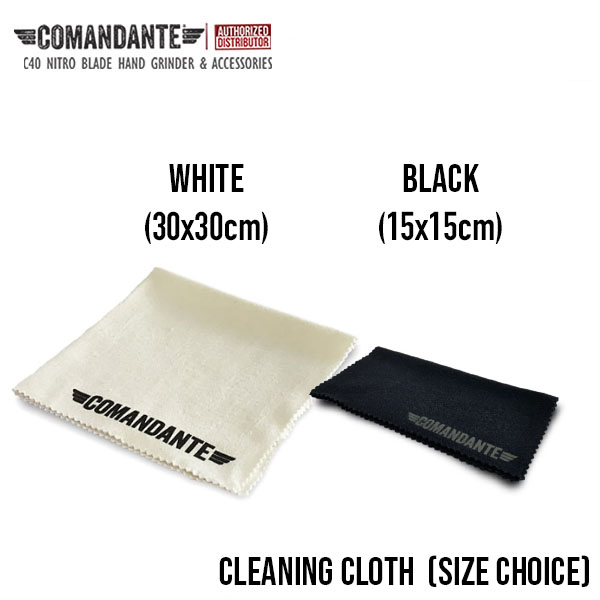 COMANDANTE
AUTHORIZED
DISTRIBUTOR
C40 NITRO BLADE HAND GRINDER & ACCESSORIES
WHITE
(30x30cm)
BLACK
(15x15cm)
COMANDANTE
COMANDANTE
CLEANING CLOTH (SIZE CHOICE)